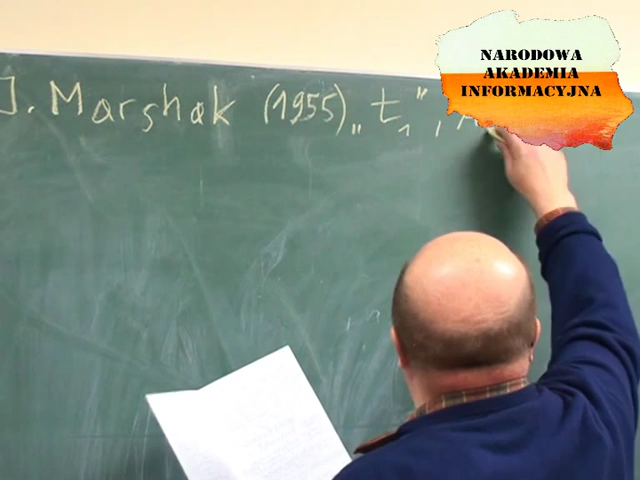 J. Marshak (1955) „t₁",
NARODOWA
AKADEMIA
INFORMACYJNA